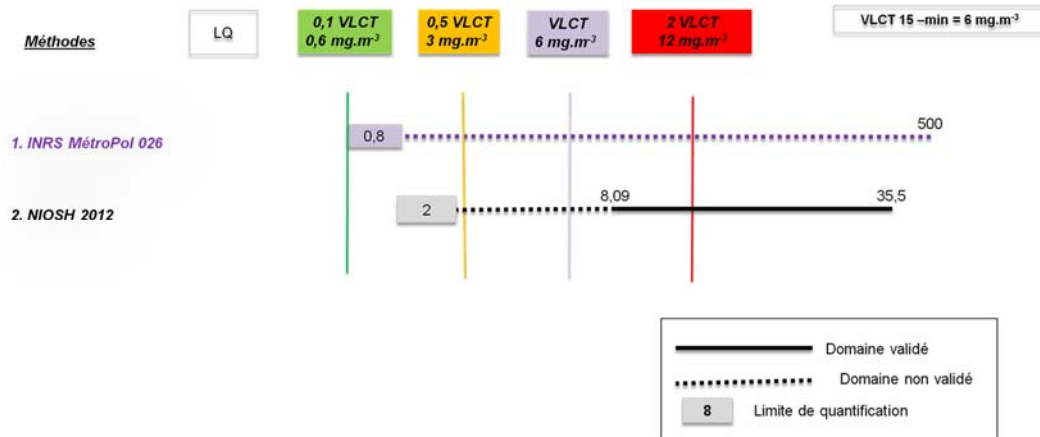 Méthodes
LQ
0,1 VLCT
0,6 mg.m⁻³
0,5 VLCT
3 mg.m⁻³
VLCT
6 mg.m⁻³
2 VLCT
12 mg.m⁻³
VLCT 15 –min = 6 mg.m⁻³
1. INRS MétroPol 026
0,8
500
2. NIOSH 2012
2
8,09
35,5
Domaine validé
Domaine non validé
8
Limite de quantification